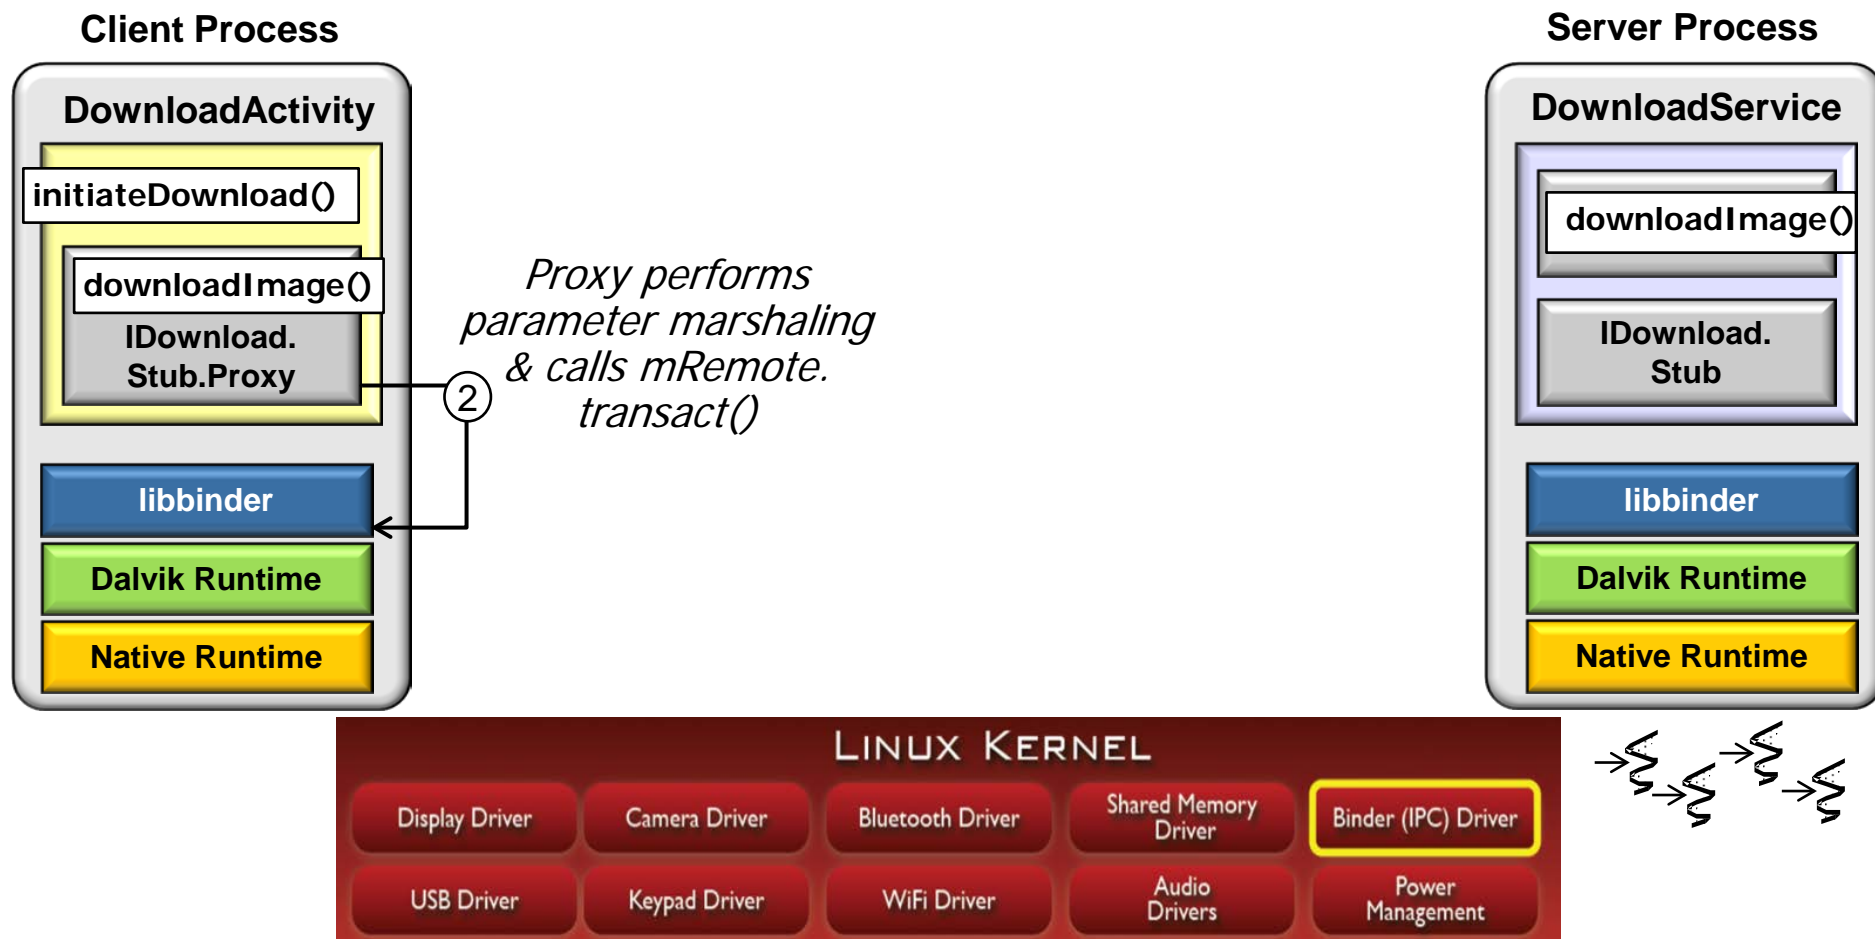 Client Process
DownloadActivity
initiateDownload()
downloadImage()
IDownload.
Stub.Proxy
libbinder
Dalvik Runtime
Native Runtime
2
Proxy performs
parameter marshaling
& calls mRemote.
transact()
Server Process
DownloadService
downloadImage()
IDownload.
Stub
libbinder
Dalvik Runtime
Native Runtime
LINUX KERNEL
Display Driver
Camera Driver
Bluetooth Driver
Shared Memory
Driver
Binder (IPC) Driver
USB Driver
Keypad Driver
WiFi Driver
Audio
Drivers
Power
Management